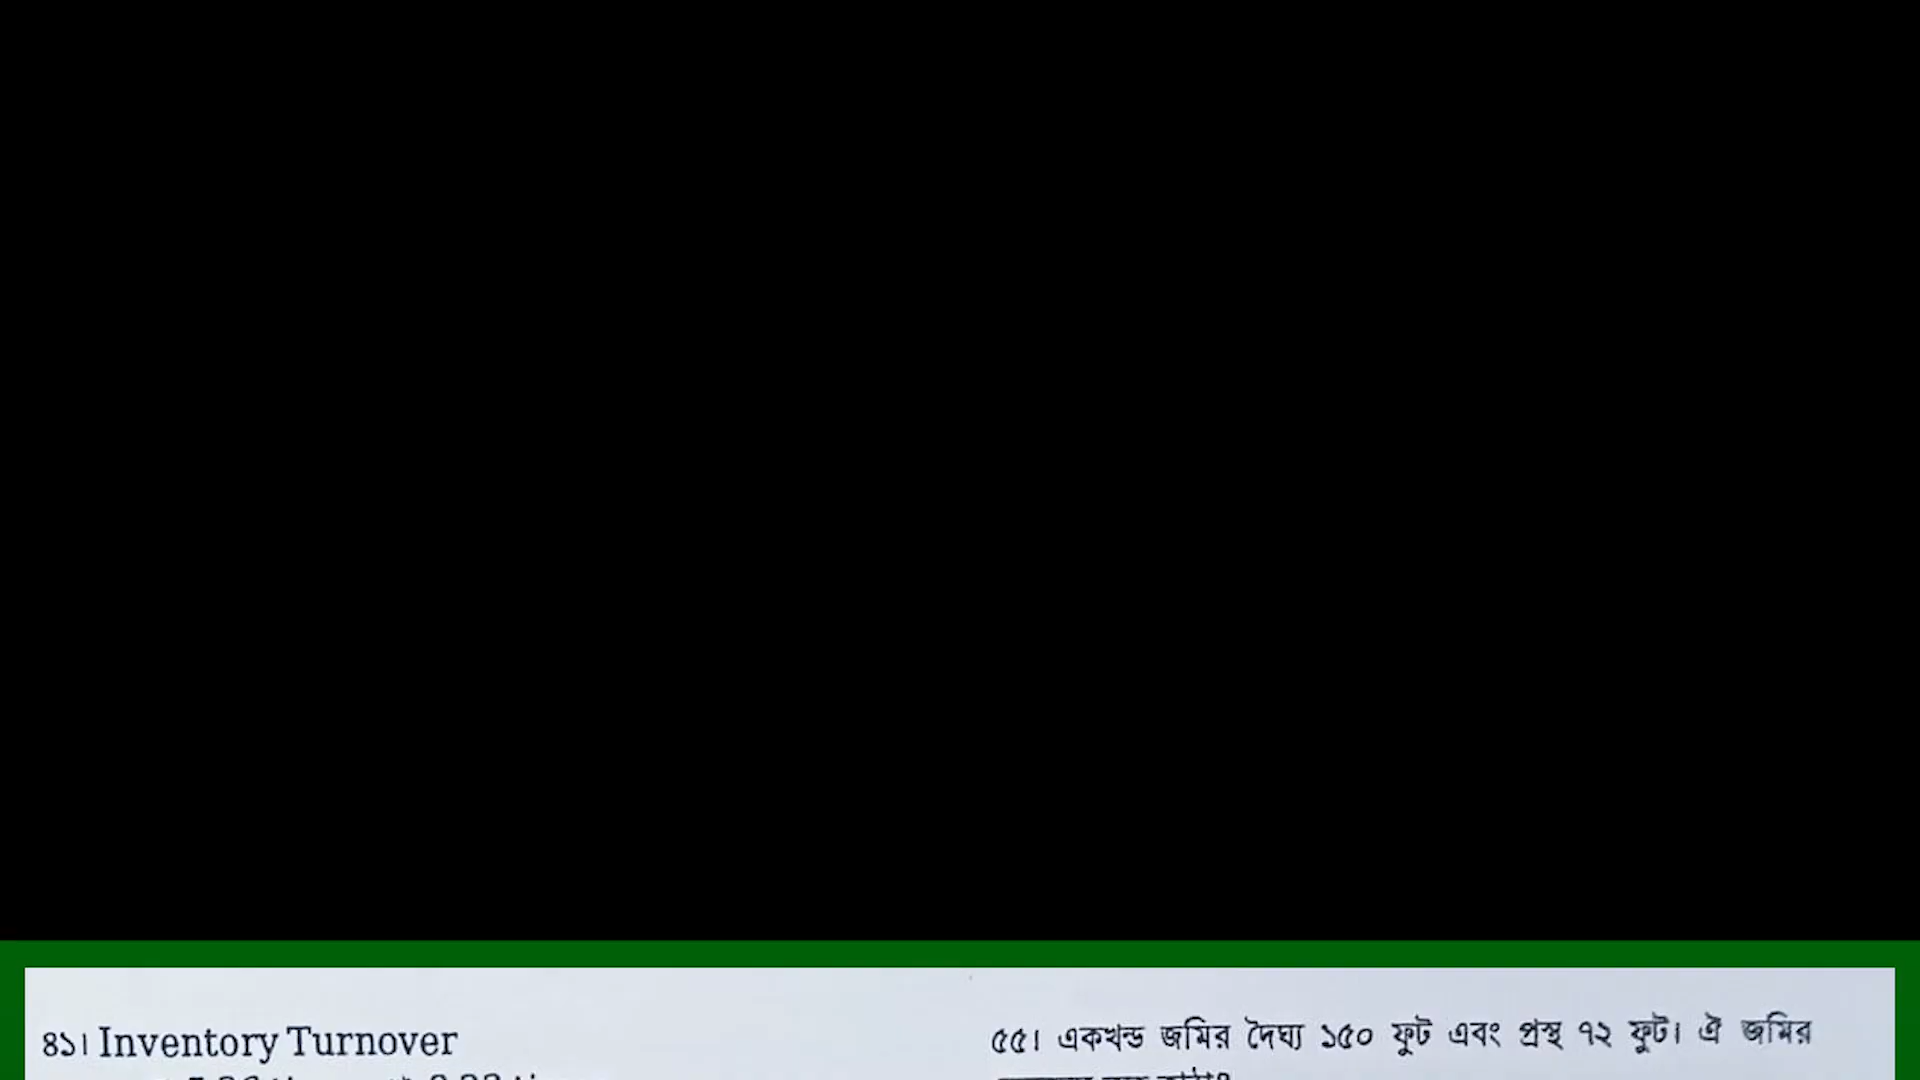 ৪১। Inventory Turnover
৫৫। একখন্ড জমির দৈঘ্য ১৫০ ফুট এবং প্রস্থ ৭২ ফুট। ঐ জমির